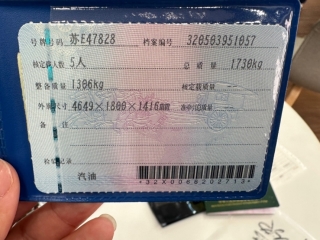 号牌号码 苏E47828 档案编号 320503951057
核定载人数 5人 总质量 1730kg
整备质量 1306kg 核定载质量 --
外廓尺寸 4649×1800×1416mm 准牵引总质量 --
备注
检验记录
汽油